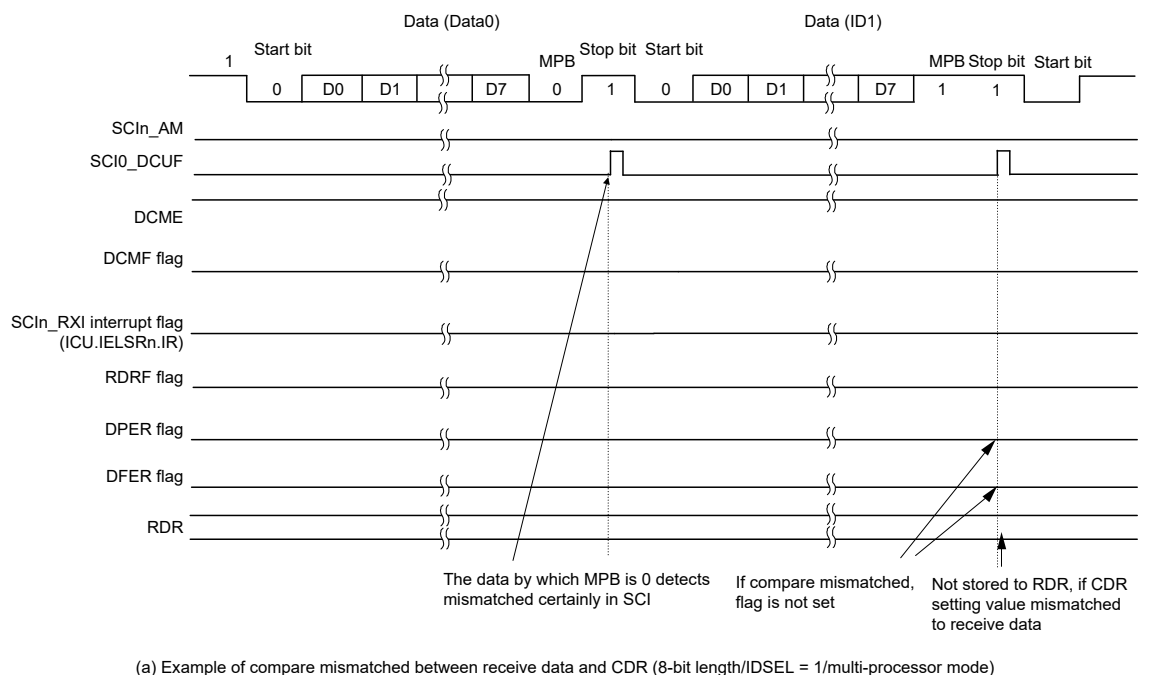 Data (Data0)
Data (ID1)
1
Start bit
MPB
Stop bit
Start bit
MPB
Stop bit
Start bit
0
D0
D1
D7
0
1
0
D0
D1
D7
1
1
SCIn_AM
SCI0_DCUF
DCME
DCMF flag
SCIn_RXI interrupt flag
(ICU.IELSRn.IR)
RDRF flag
DPER flag
DFER flag
RDR
The data by which MPB is 0 detects
mismatched certainly in SCI
If compare mismatched,
flag is not set
Not stored to RDR, if CDR
setting value mismatched
to receive data
(a) Example of compare mismatched between receive data and CDR (8-bit length/IDSEL = 1/multi-processor mode)